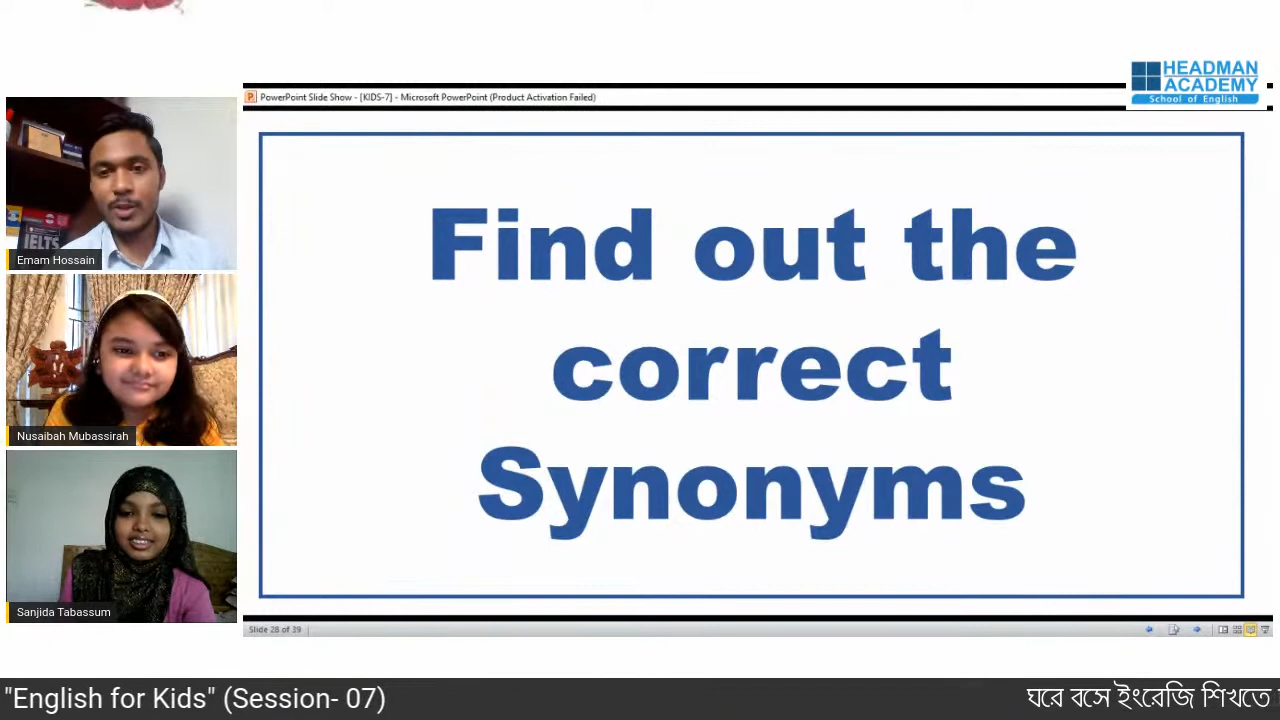 HEADMAN
ACADEMY
School of English
PowerPoint Slide Show - [KIDS-7] - Microsoft PowerPoint (Product Activation Failed)
IELTS
Emam Hossain
Nusaibah Mubassirah
Sanjida Tabassum
Find out the
correct
Synonyms
Slide 28 of 39
"English for Kids" (Session- 07)
ঘরে বসে ইংরেজি শিখতে